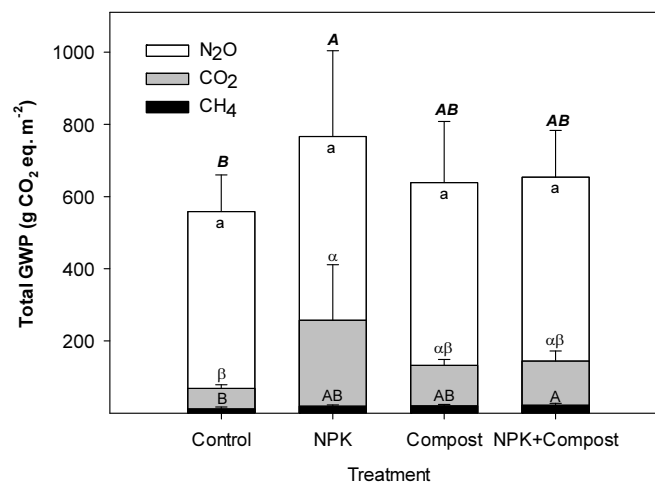 Total GWP (g CO₂ eq. m⁻²)
1000
800
600
400
200
N₂O
CO₂
CH₄
B
a
β
B
A
a
α
AB
AB
a
αβ
AB
AB
a
αβ
A
Control NPK Compost NPK+Compost
Treatment